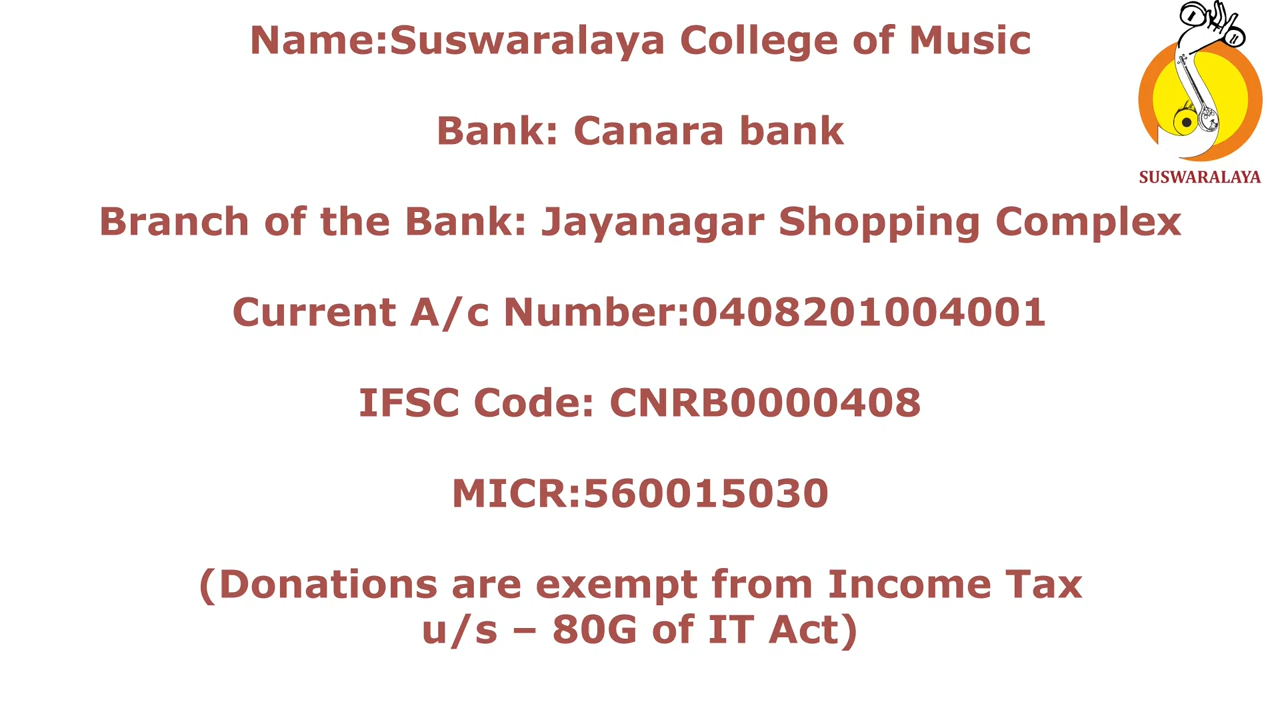 Name:Suswaralaya College of Music
SUSWARALAYA
Bank: Canara bank
Branch of the Bank: Jayanagar Shopping Complex
Current A/c Number:0408201004001
IFSC Code: CNRB0000408
MICR:560015030
(Donations are exempt from Income Tax
u/s – 80G of IT Act)